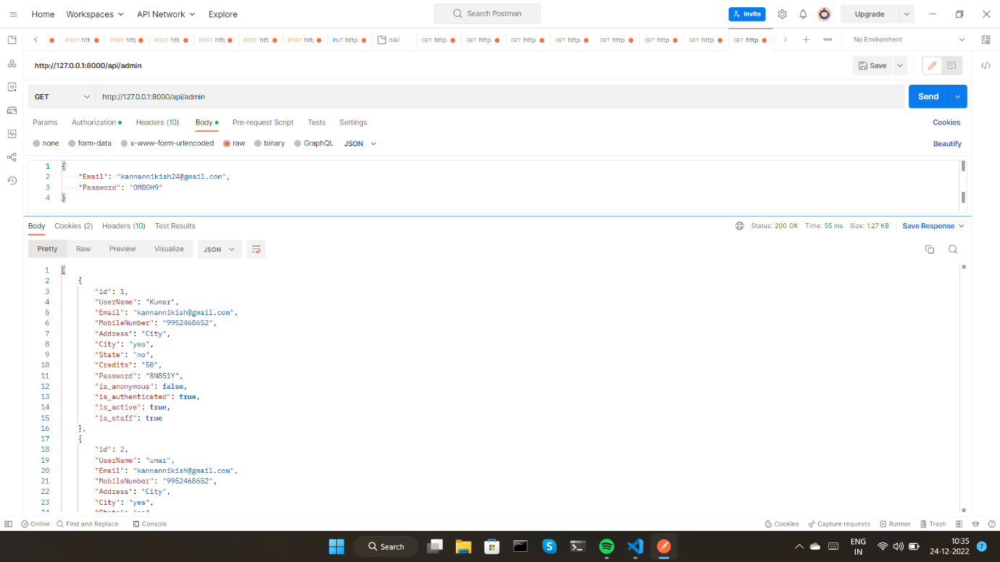 Home Workspaces API Network Explore Search Postman Invite Upgrade
POST htt POST http POST http POST http POST htt POST http PUT http niki GET http GET http GET http GET http GET http GET http GET http GET http No Environment
http://127.0.0.1:8000/api/admin Save
GET http://127.0.0.1:8000/api/admin Send
Params Authorization Headers (10) Body Pre-request Script Tests Settings Cookies
none form-data x-www-form-urlencoded raw binary GraphQL JSON Beautify
1 {
2 "Email": "kannannikish24@gmail.com",
3 "Password": "OM8OH9"
4 }
Body Cookies (2) Headers (10) Test Results Status: 200 OK Time: 55 ms Size: 1.27 KB Save Response
Pretty Raw Preview Visualize JSON
1 [
2 {
3 "id": 1,
4 "UserName": "Kumar",
5 "Email": "kannannikish@gmail.com",
6 "MobileNumber": "9952468652",
7 "Address": "City",
8 "City": "yes",
9 "State": "no",
10 "Credits": "50",
11 "Password": "8N851Y",
12 "is_anonymous": false,
13 "is_authenticated": true,
14 "is_active": true,
15 "is_staff": true
16 },
17 {
18 "id": 2,
19 "UserName": "umar",
20 "Email": "kannannikish@gmail.com",
21 "MobileNumber": "9952468652",
22 "Address": "City",
23 "City": "yes",
24 "State": "no"
Online Find and Replace Console Cookies Capture requests Runner Trash
Search ENG IN 10:35 24-12-2022 7